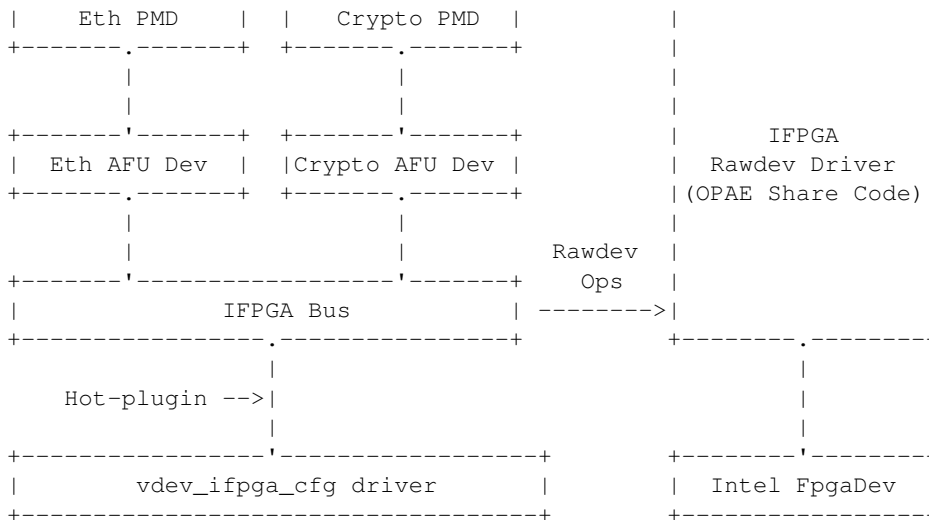 |    Eth PMD     |  |   Crypto PMD   |          |
+-------.-------+  +-------.-------+          |
        |                  |                  |
        |                  |                  |
+-------'-------+  +-------'-------+          |      IFPGA
|  Eth AFU Dev  |  |Crypto AFU Dev |          |  Rawdev Driver
+-------.-------+  +-------.-------+          |(OPAE Share Code)
        |                  |                  |
        |                  |        Rawdev    |
+-------'------------------'-------+    Ops   |
|             IFPGA Bus            | -------->|
+-----------------.----------------+          +--------.--------
                  |                                    |
    Hot-plugin -->|                                    |
                  |                                    |
+-----------------'------------------+        +--------'--------
|        vdev_ifpga_cfg driver       |        |  Intel FpgaDev
+------------------------------------+        +-----------------